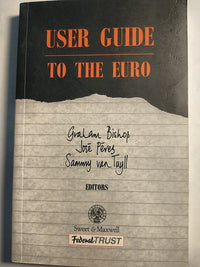 USER GUIDE
TO THE EURO
Graham Bishop
José Pérez
Sammy van Tuyll
EDITORS
Sweet & Maxwell
Federal TRUST